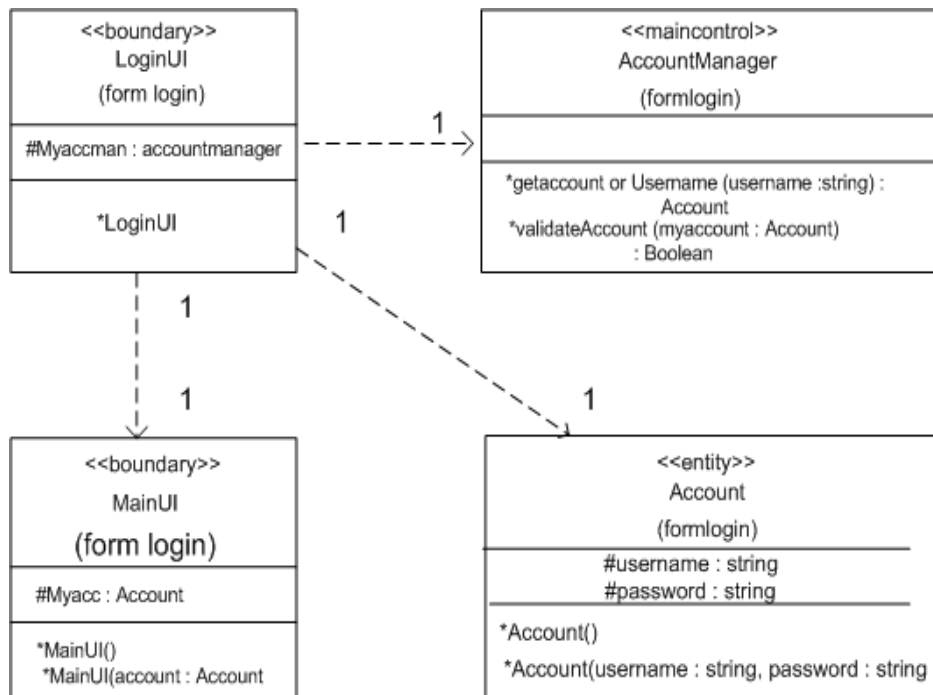 <<boundary>>
LoginUI
(form login)
#Myaccman : accountmanager
*LoginUI
1
<<maincontrol>>
AccountManager
(formlogin)
*getaccount or Username (username :string) :
Account
*validateAccount (myaccount : Account)
: Boolean
1
1
1
1
<<boundary>>
MainUI
(form login)
#Myacc : Account
*MainUI()
*MainUI(account : Account
<<entity>>
Account
(formlogin)
#username : string
#password : string
*Account()
*Account(username : string, password : string